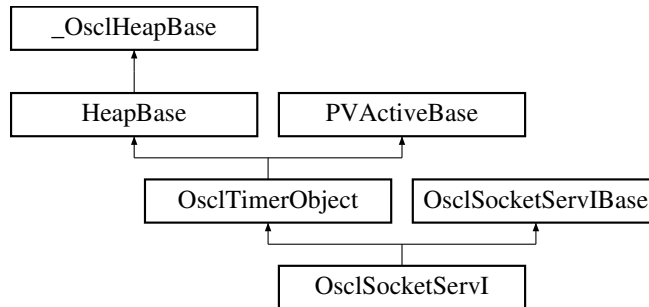 _OsclHeapBase
HeapBase
PVActiveBase
OsclTimerObject
OsclSocketServIBase
OsclSocketServI